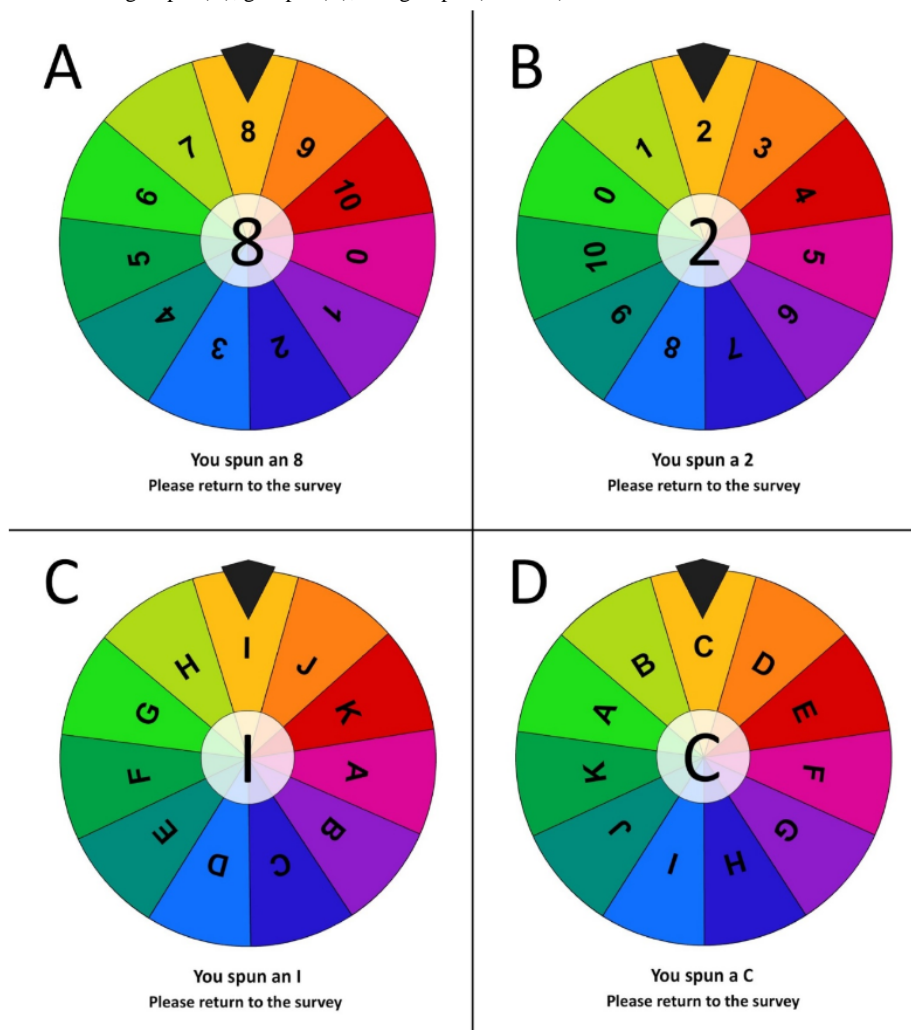 A
7 8 9
6 10
5 8 0
4 1
3 2
You spun an 8
Please return to the survey
B
1 2 3
0 4
10 2 5
9 6
8 7
You spun a 2
Please return to the survey
C
H I J
G K
F I A
E B
D C
You spun an I
Please return to the survey
D
B C D
A E
K C F
J G
I H
You spun a C
Please return to the survey